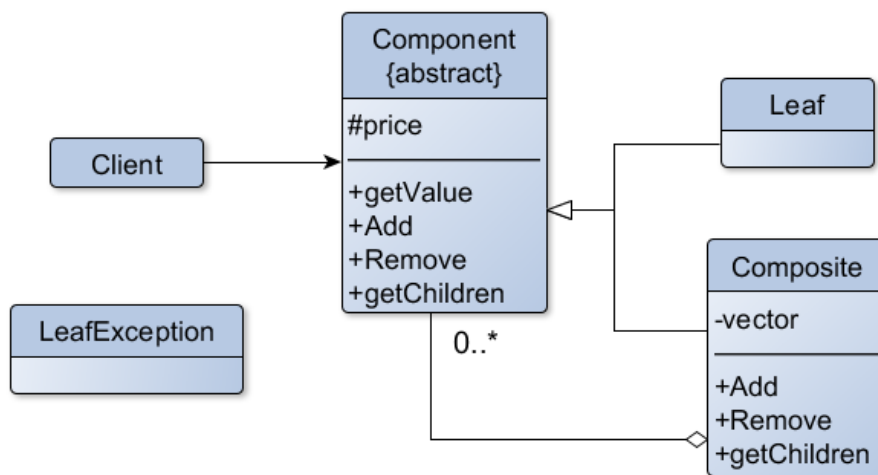 Component
{abstract}
#price
+getValue
+Add
+Remove
+getChildren
Client
LeafException
0..*
Leaf
Composite
-vector
+Add
+Remove
+getChildren